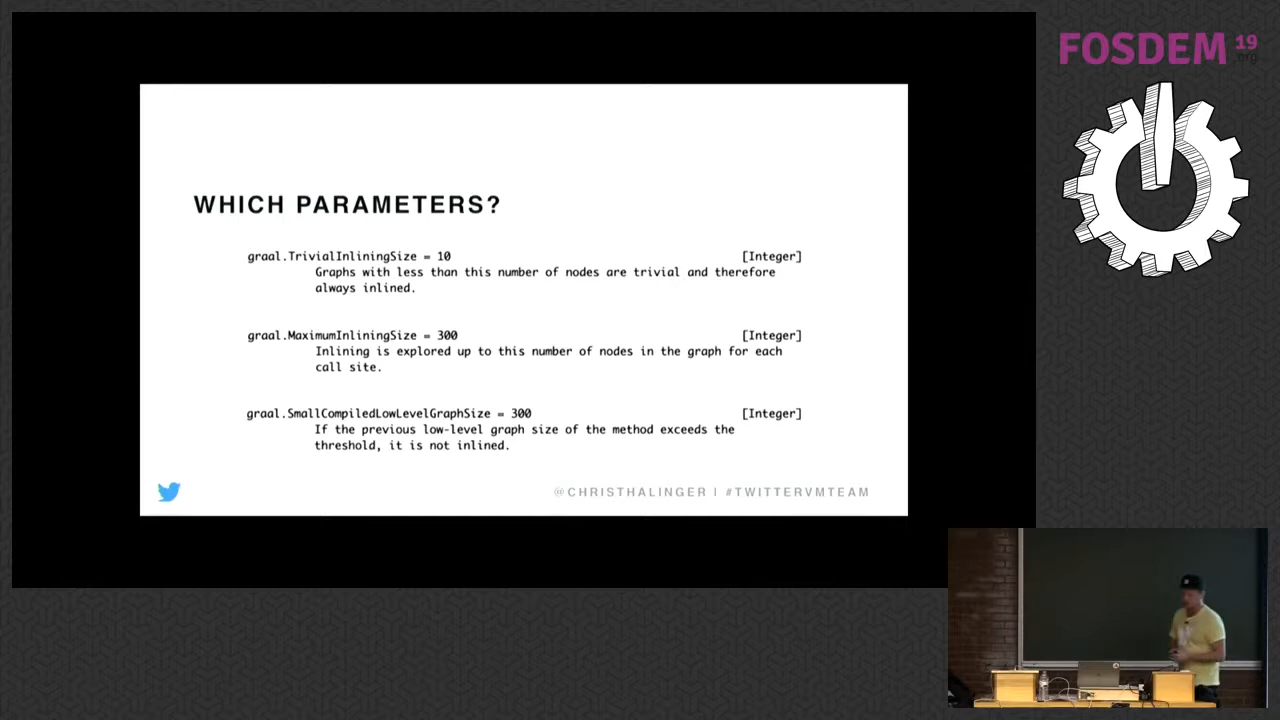 FOSDEM 19
.org
WHICH PARAMETERS?
graal.TrivialInliningSize = 10 [Integer]
Graphs with less than this number of nodes are trivial and therefore
always inlined.
graal.MaximumInliningSize = 300 [Integer]
Inlining is explored up to this number of nodes in the graph for each
call site.
graal.SmallCompiledLowLevelGraphSize = 300 [Integer]
If the previous low-level graph size of the method exceeds the
threshold, it is not inlined.
@CHRISTHALINGER | #TWITTERVMTEAM